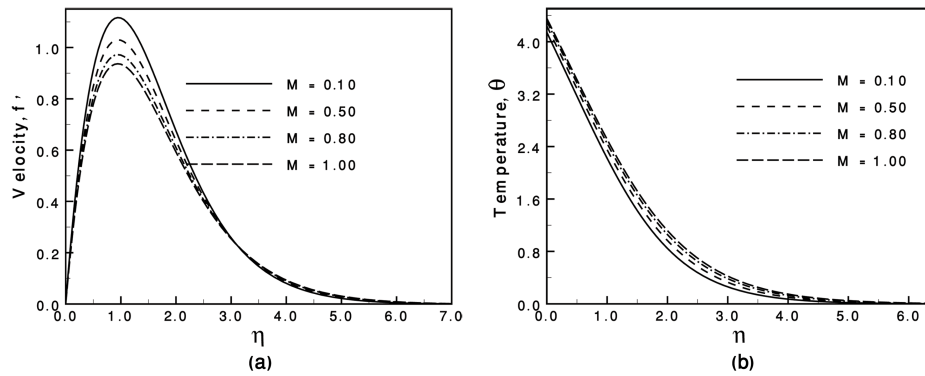 Velocity, f'
1.0
0.8
0.6
0.4
0.2
0.0
M = 0.10
M = 0.50
M = 0.80
M = 1.00
0.0 1.0 2.0 3.0 4.0 5.0 6.0 7.0
η
(a)
Temperature, θ
4.0
3.2
2.4
1.6
0.8
0.0
M = 0.10
M = 0.50
M = 0.80
M = 1.00
0.0 1.0 2.0 3.0 4.0 5.0 6.
η
(b)